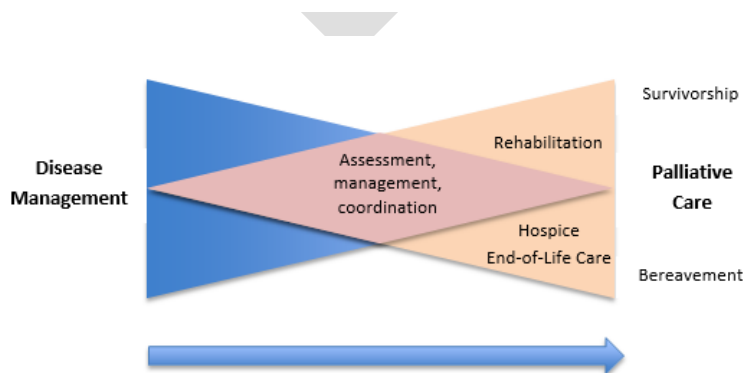 Survivorship
Rehabilitation
Disease
Management
Assessment,
management,
coordination
Palliative
Care
Hospice
End-of-Life Care
Bereavement